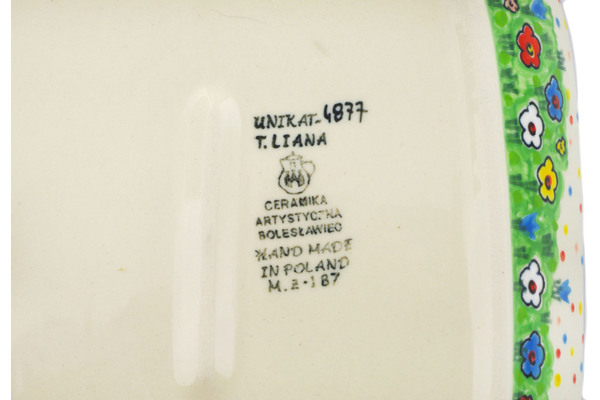 UNIKAT-4877
T. LIANA
CERAMIKA
ARTYSTYCZNA
BOLESŁAWIEC
HAND MADE
IN POLAND
M.2-187